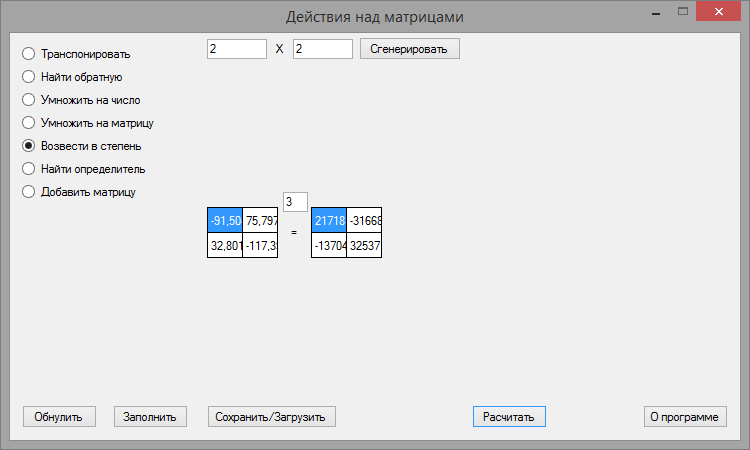 Действия над матрицами
Транспонировать
Найти обратную
Умножить на число
Умножить на матрицу
Возвести в степень
Найти определитель
Добавить матрицу
2 X 2 Сгенерировать
3
-91,50 75,797 = 21718 -31668
32,801 -117,3 -13704 32537
Обнулить Заполнить Сохранить/Загрузить Расчитать О программе